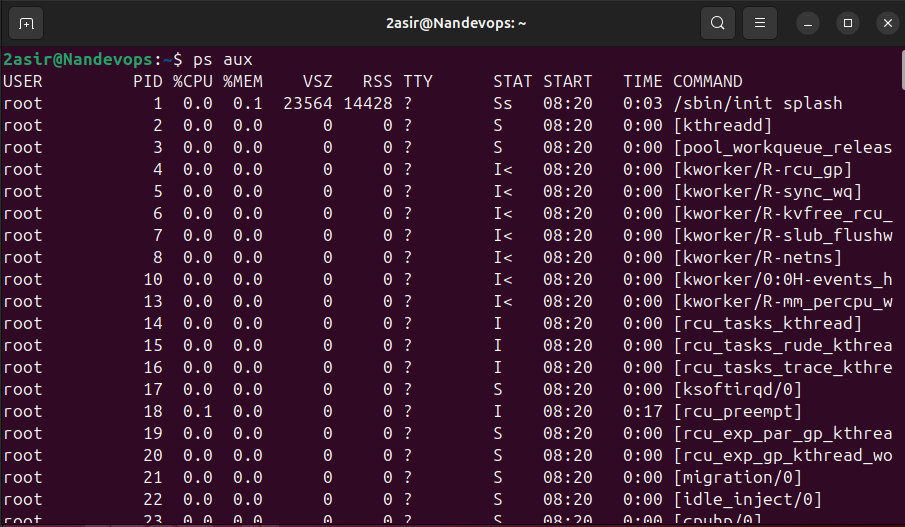 2asir@Nandevops: ~
2asir@Nandevops:~$ ps aux
USER PID %CPU %MEM VSZ RSS TTY STAT START TIME COMMAND
root 1 0.0 0.1 23564 14428 ? Ss 08:20 0:03 /sbin/init splash
root 2 0.0 0.0 0 0 ? S 08:20 0:00 [kthreadd]
root 3 0.0 0.0 0 0 ? S 08:20 0:00 [pool_workqueue_releas
root 4 0.0 0.0 0 0 ? I< 08:20 0:00 [kworker/R-rcu_gp]
root 5 0.0 0.0 0 0 ? I< 08:20 0:00 [kworker/R-sync_wq]
root 6 0.0 0.0 0 0 ? I< 08:20 0:00 [kworker/R-kvfree_rcu_
root 7 0.0 0.0 0 0 ? I< 08:20 0:00 [kworker/R-slub_flushw
root 8 0.0 0.0 0 0 ? I< 08:20 0:00 [kworker/R-netns]
root 10 0.0 0.0 0 0 ? I< 08:20 0:00 [kworker/0:0H-events_h
root 13 0.0 0.0 0 0 ? I< 08:20 0:00 [kworker/R-mm_percpu_w
root 14 0.0 0.0 0 0 ? I 08:20 0:00 [rcu_tasks_kthread]
root 15 0.0 0.0 0 0 ? I 08:20 0:00 [rcu_tasks_rude_kthrea
root 16 0.0 0.0 0 0 ? I 08:20 0:00 [rcu_tasks_trace_kthre
root 17 0.0 0.0 0 0 ? S 08:20 0:00 [ksoftirqd/0]
root 18 0.1 0.0 0 0 ? I 08:20 0:17 [rcu_preempt]
root 19 0.0 0.0 0 0 ? S 08:20 0:00 [rcu_exp_par_gp_kthrea
root 20 0.0 0.0 0 0 ? S 08:20 0:00 [rcu_exp_gp_kthread_wo
root 21 0.0 0.0 0 0 ? S 08:20 0:00 [migration/0]
root 22 0.0 0.0 0 0 ? S 08:20 0:00 [idle_inject/0]
root 23 0.0 0.0 0 0 ? S 08:20 0:00 [cpuhp/0]